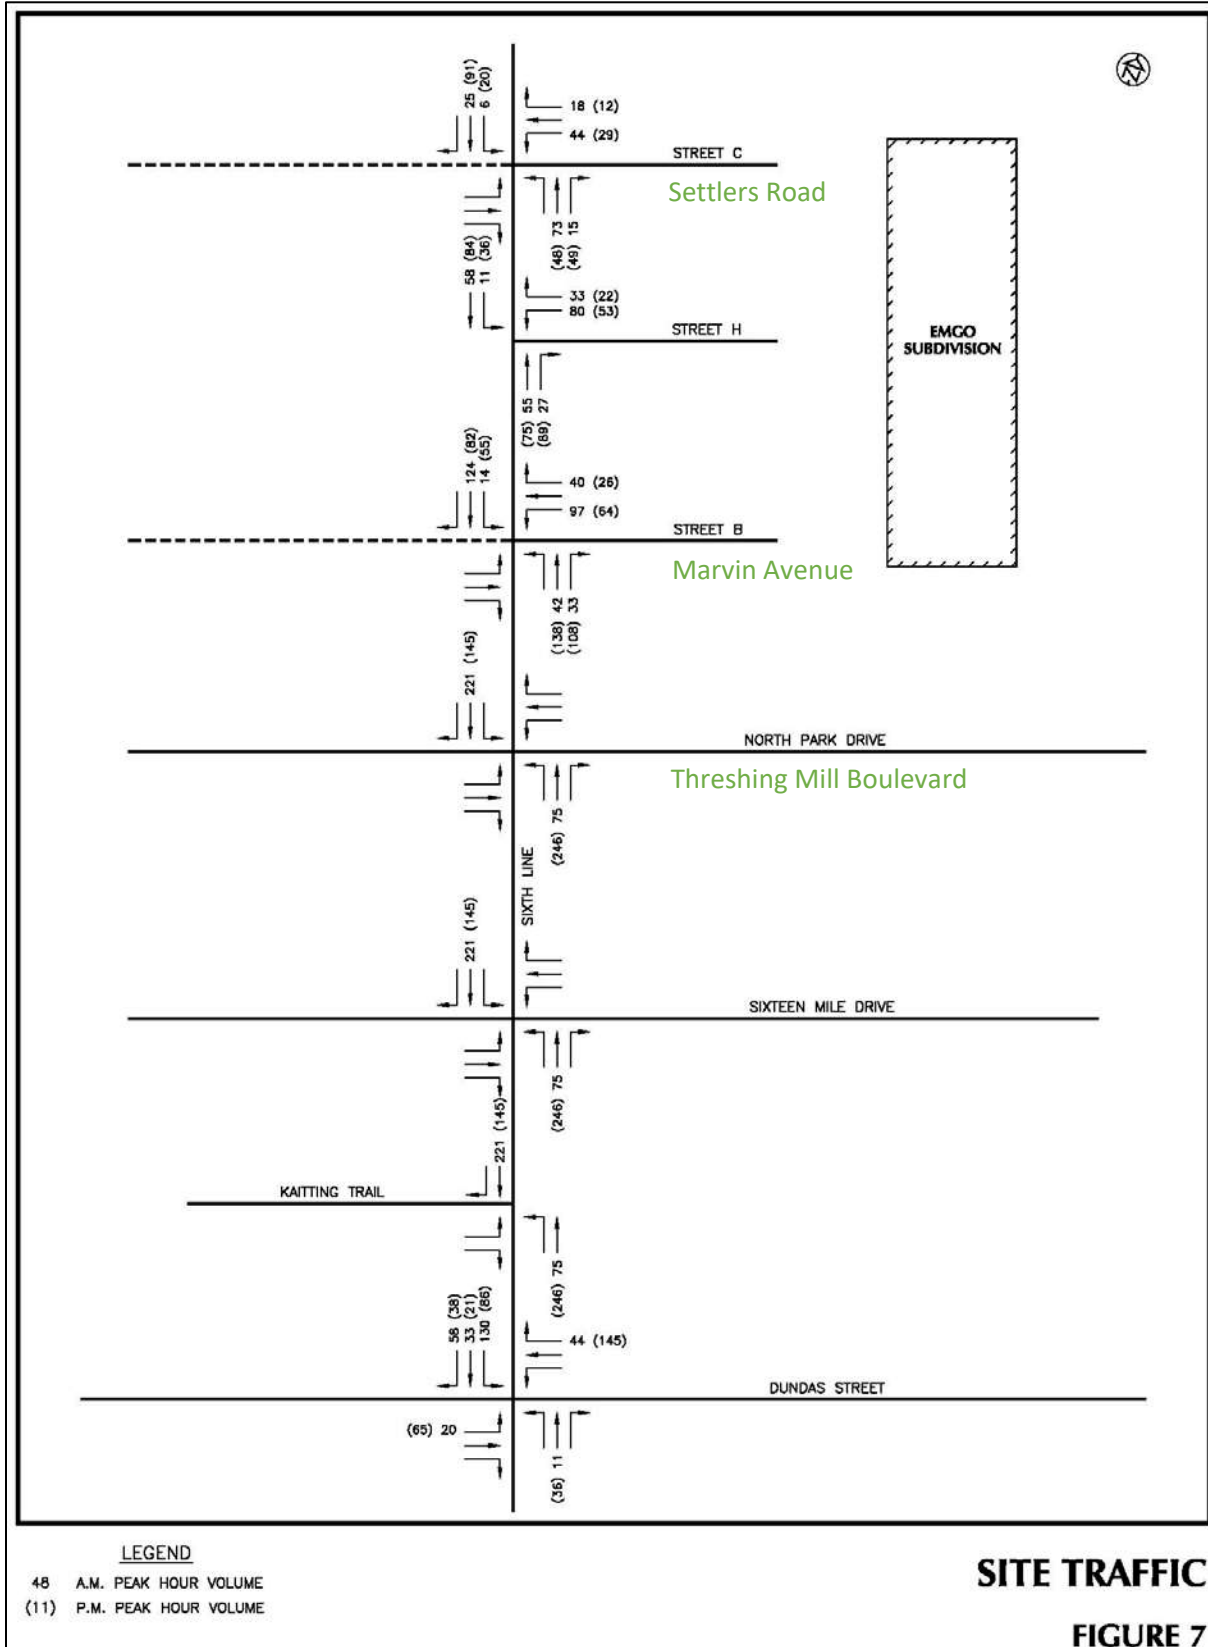 25 (91)
6 (20)
18 (12)
44 (29)
STREET C
Settlers Road
(48) 73
(49) 15
58 (84)
11 (36)
33 (22)
80 (53)
STREET H
EMGO
SUBDIVISION
(75) 55
(89) 27
124 (82)
14 (55)
40 (26)
97 (64)
STREET B
Marvin Avenue
(138) 42
(108) 33
221 (145)
NORTH PARK DRIVE
Threshing Mill Boulevard
(246) 75
SIXTH LINE
221 (145)
SIXTEEN MILE DRIVE
(246) 75
221 (145)
KAITTING TRAIL
(246) 75
58 (38)
33 (21)
130 (86)
44 (145)
DUNDAS STREET
(65) 20
(36) 11
LEGEND
48 A.M. PEAK HOUR VOLUME
(11) P.M. PEAK HOUR VOLUME
SITE TRAFFIC
FIGURE 7